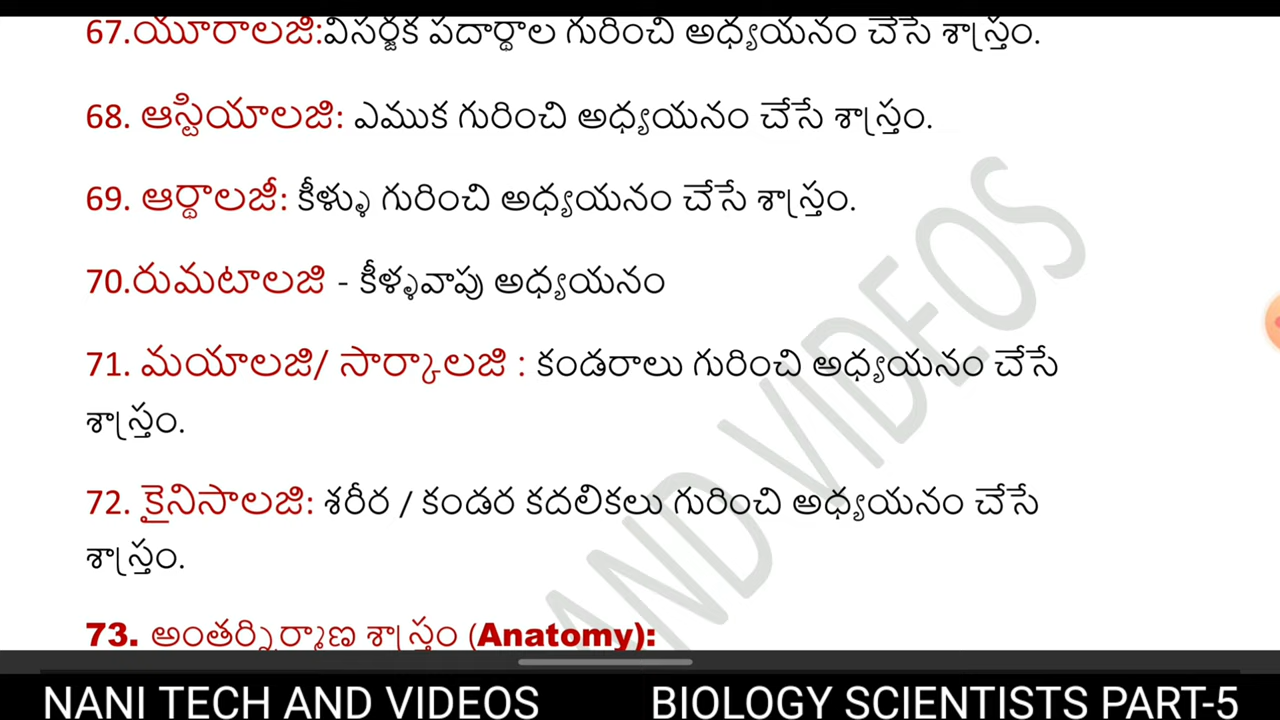 67.యూరాలజి:విసర్జక పదార్థాల గురించి అధ్యయనం చేసే శాస్త్రం.
68. ఆస్టియాలజి: ఎముక గురించి అధ్యయనం చేసే శాస్త్రం.
69. ఆర్థాలజీ: కీళ్ళు గురించి అధ్యయనం చేసే శాస్త్రం.
70.రుమటాలజి - కీళ్ళవాపు అధ్యయనం
71. మయాలజి/ సార్కాలజి : కండరాలు గురించి అధ్యయనం చేసే
శాస్త్రం.
72. కైనిసాలజి: శరీర / కండర కదలికలు గురించి అధ్యయనం చేసే
శాస్త్రం.
73. అంతర్నిర్మాణ శాస్త్రం (Anatomy):
AND VIDEOS
NANI TECH AND VIDEOS BIOLOGY SCIENTISTS PART-5